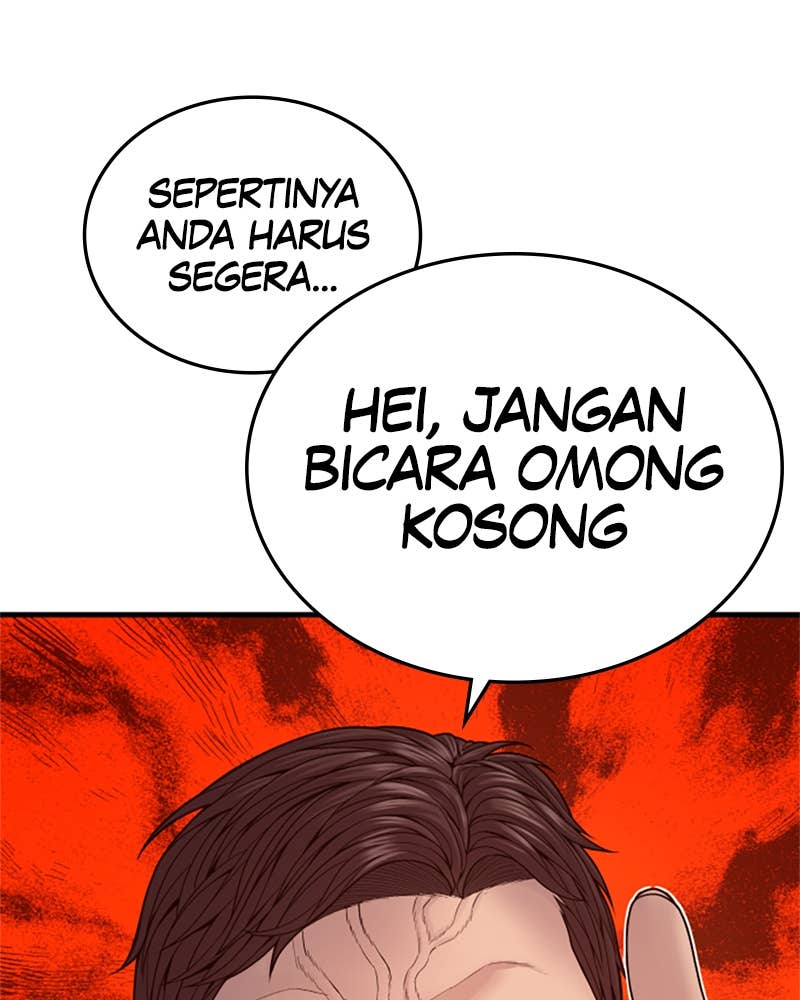 SEPERTINYA
ANDA HARUS
SEGERA...
HEI, JANGAN
BICARA OMONG
KOSONG